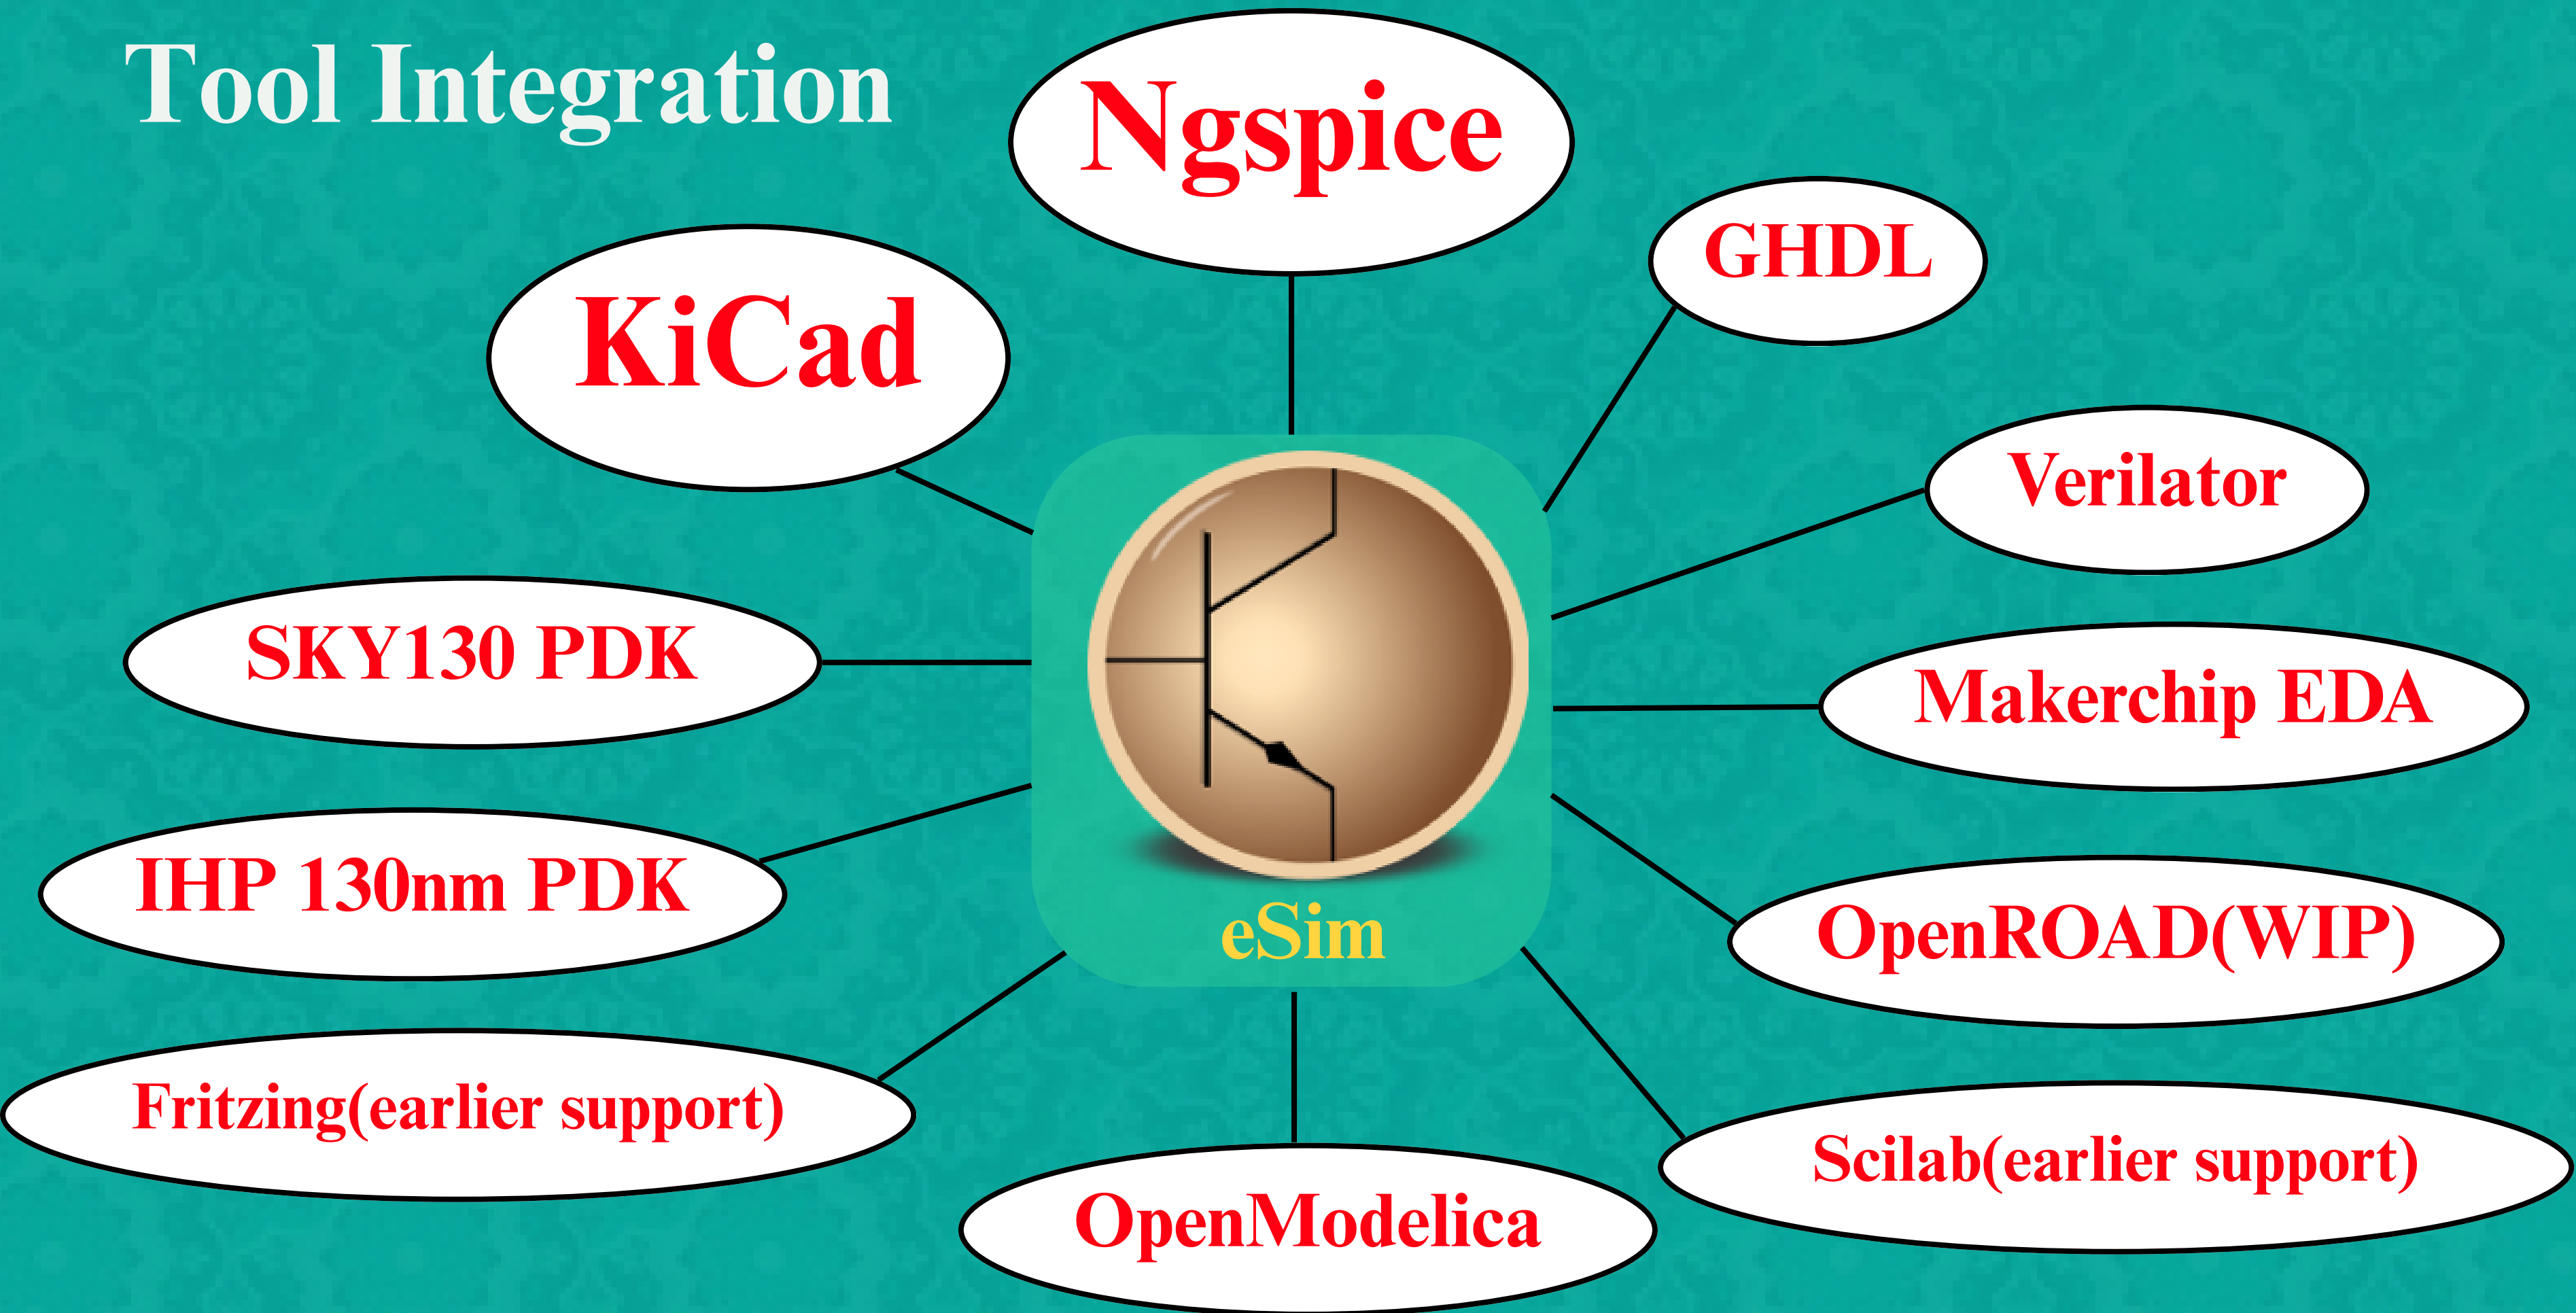 Tool Integration
Ngspice
GHDL
KiCad
Verilator
SKY130 PDK
Makerchip EDA
IHP 130nm PDK
OpenROAD(WIP)
eSim
Fritzing(earlier support)
Scilab(earlier support)
OpenModelica